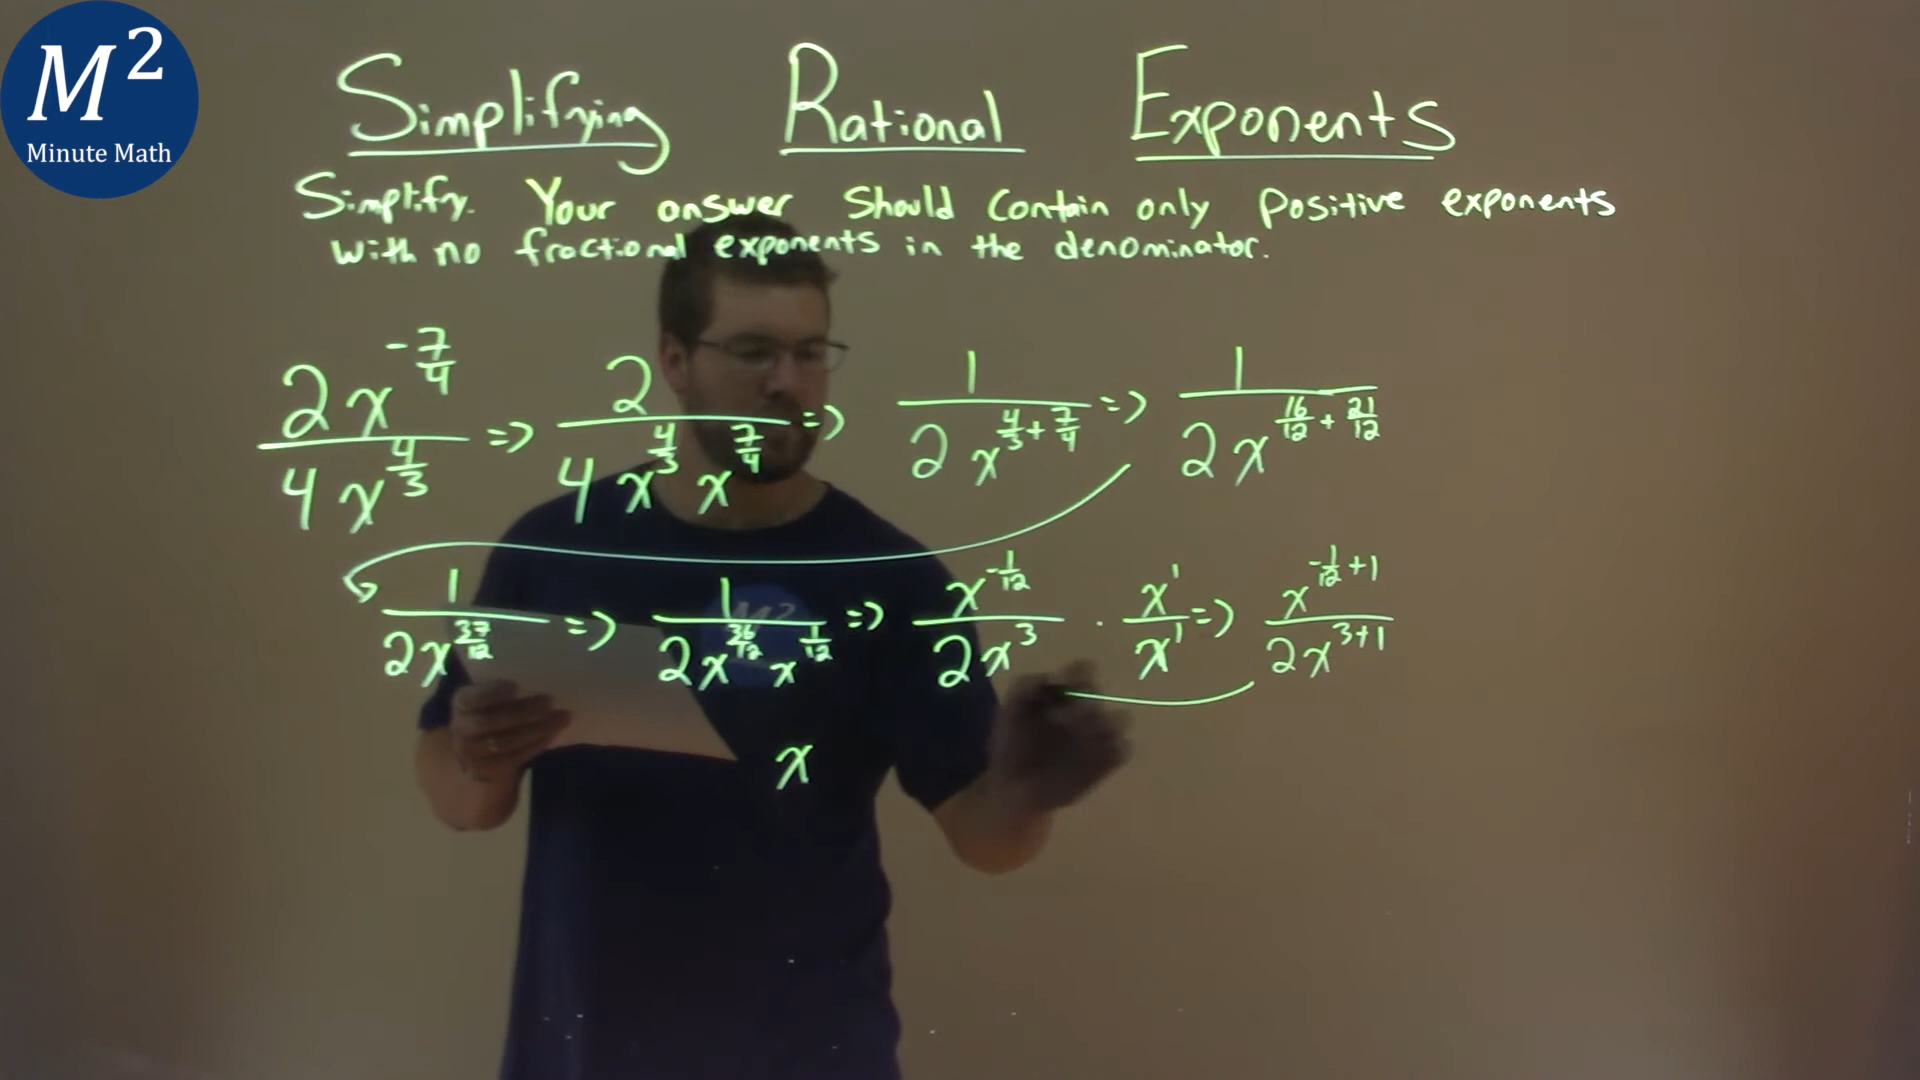 M²
Minute Math
Simplifying Rational Exponents
Simplify. Your answer should contain only positive exponents
with no fractional exponents in the denominator.
2x^(-7/4) / 4x^(4/3) => 2 / 4x^(4/3) x^(7/4) => 1 / 2x^(4/3 + 7/4) => 1 / 2x^(16/12 + 21/12)
1 / 2x^(37/12) => 1 / 2x^(36/12) x^(1/12) => x^(-1/12) / 2x^3 · x^1 / x^1 => x^(-1/12 + 1) / 2x^(3+1)
x
M²